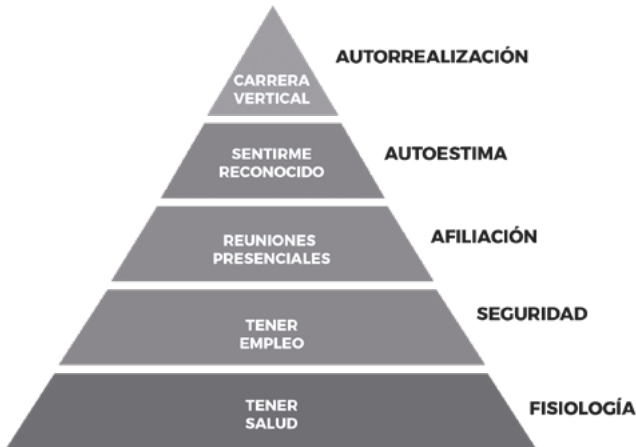 AUTORREALIZACIÓN
CARRERA
VERTICAL
AUTOESTIMA
SENTIRME
RECONOCIDO
AFILIACIÓN
REUNIONES
PRESENCIALES
SEGURIDAD
TENER
EMPLEO
FISIOLOGÍA
TENER
SALUD